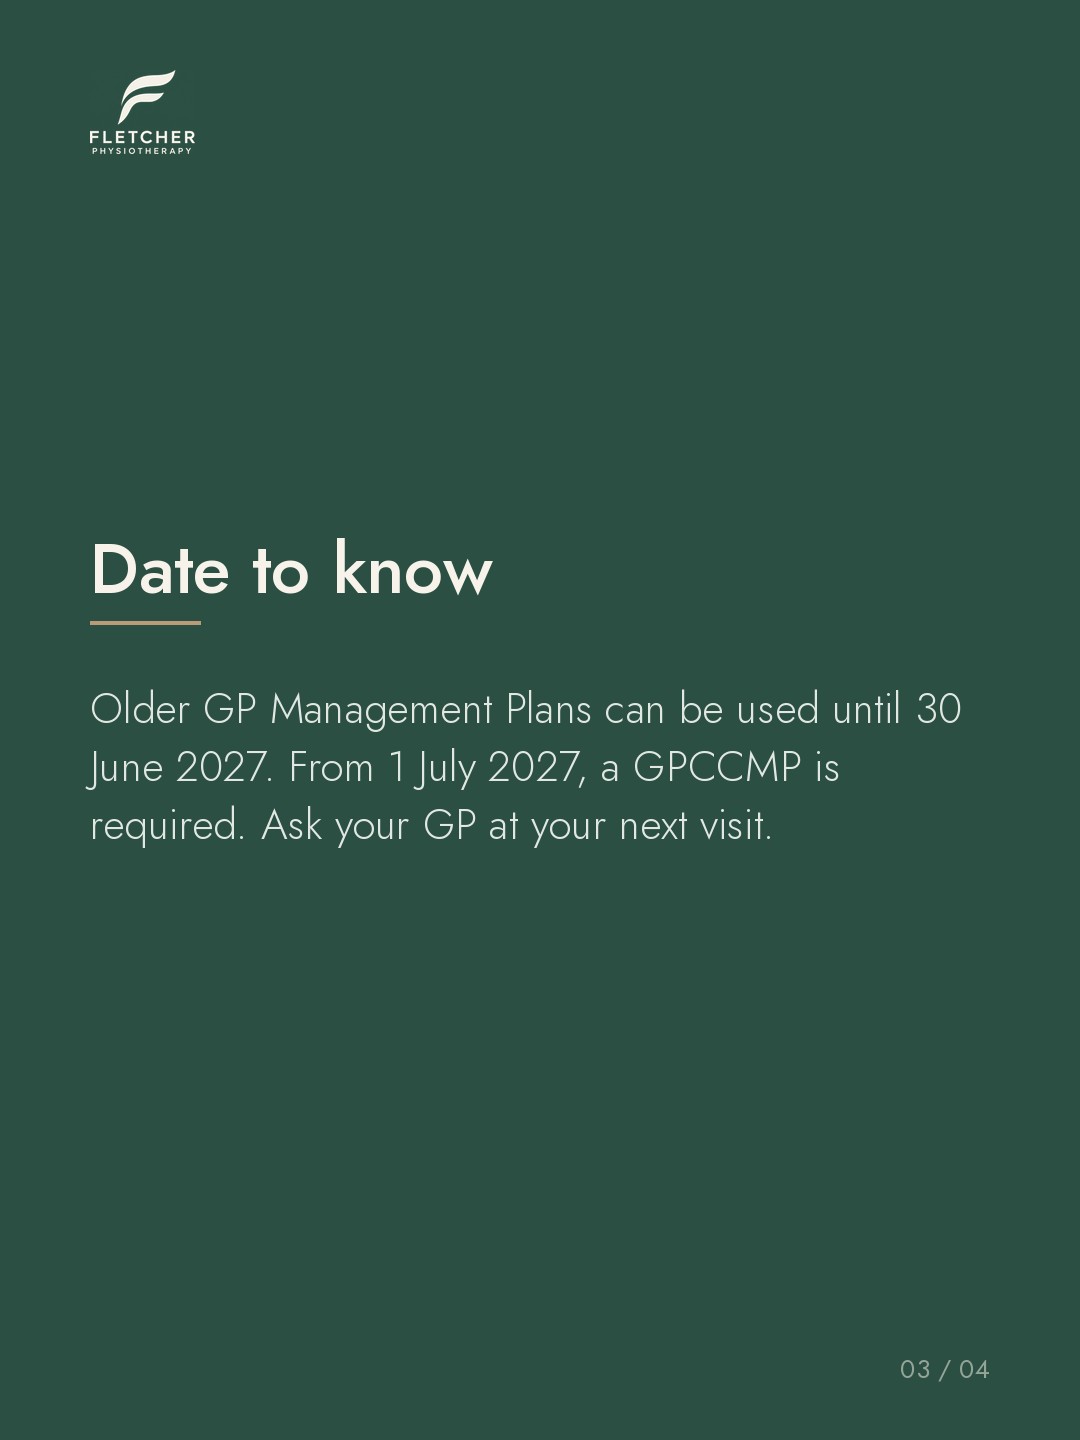 FLETCHER
PHYSIOTHERAPY
Date to know
Older GP Management Plans can be used until 30
June 2027. From 1 July 2027, a GPCCMP is
required. Ask your GP at your next visit.
03 / 04